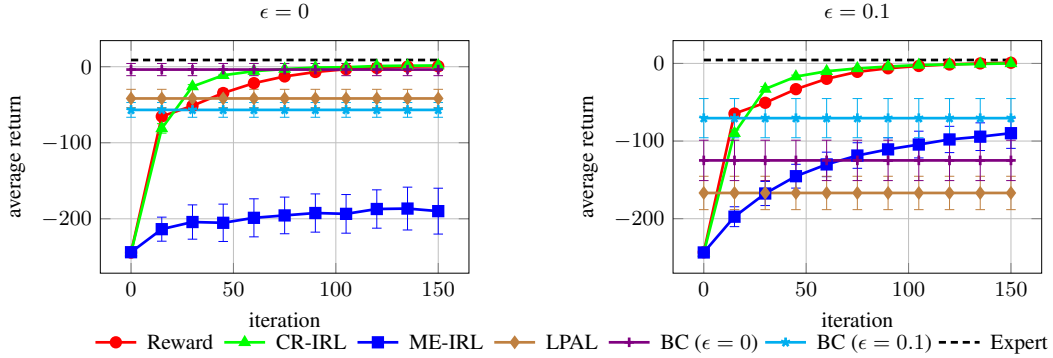 ϵ = 0
average return
0
−100
−200
0
50
100
150
iteration
ϵ = 0.1
average return
0
−100
−200
0
50
100
150
iteration
Reward CR-IRL ME-IRL LPAL BC (ϵ = 0) BC (ϵ = 0.1) Expert